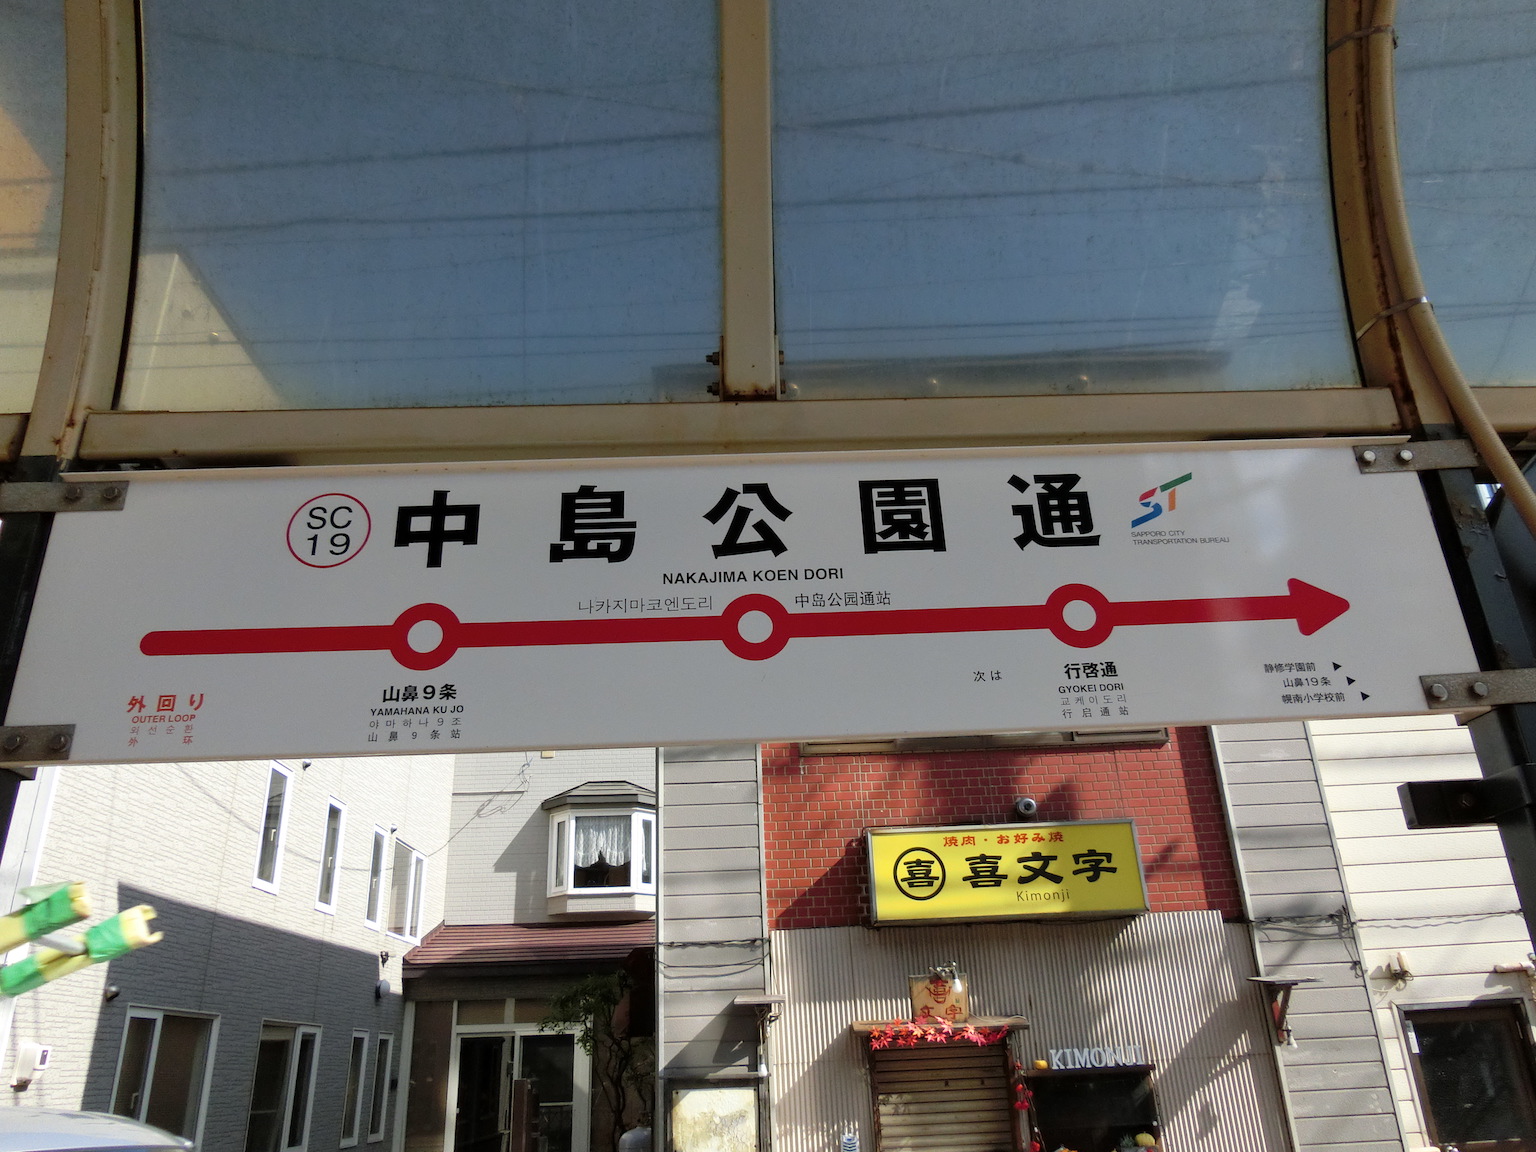 SC
19
中島公園通
ST
SAPPORO CITY
TRANSPORTATION BUREAU
NAKAJIMA KOEN DORI
나카지마코엔도리
中岛公园通站
外回り
OUTER LOOP
외선순환
外环
山鼻9条
YAMAHANA KU JO
야마하나9조
山鼻9条站
次は
行啓通
GYOKEI DORI
교케이도리
行启通站
静修学園前
山鼻19条
幌南小学校前
焼肉・お好み焼
喜 喜文字
Kimonji
喜
文字
KIMONJI